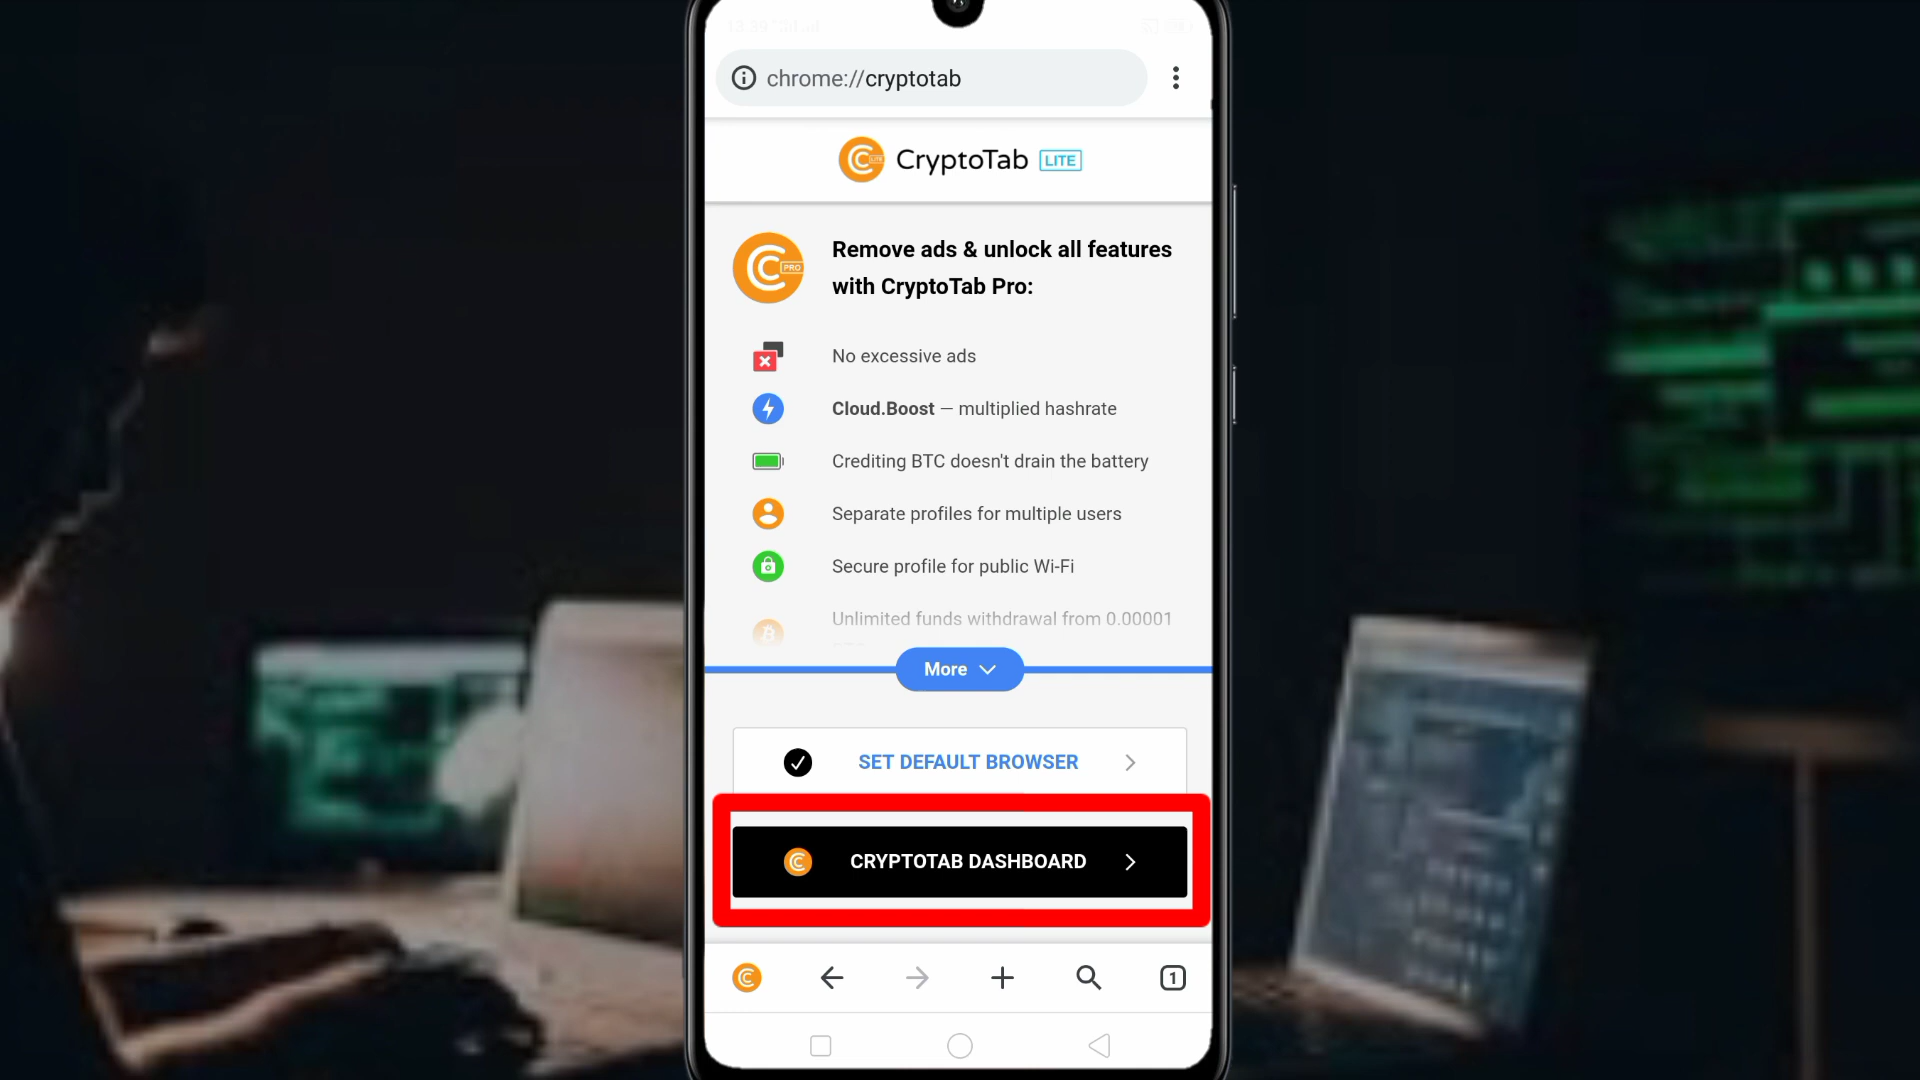 chrome://cryptotab
CryptoTab LITE
Remove ads & unlock all features
with CryptoTab Pro:
PRO
No excessive ads
Cloud.Boost — multiplied hashrate
Crediting BTC doesn't drain the battery
Separate profiles for multiple users
Secure profile for public Wi-Fi
Unlimited funds withdrawal from 0.00001
More
SET DEFAULT BROWSER
CRYPTOTAB DASHBOARD
1